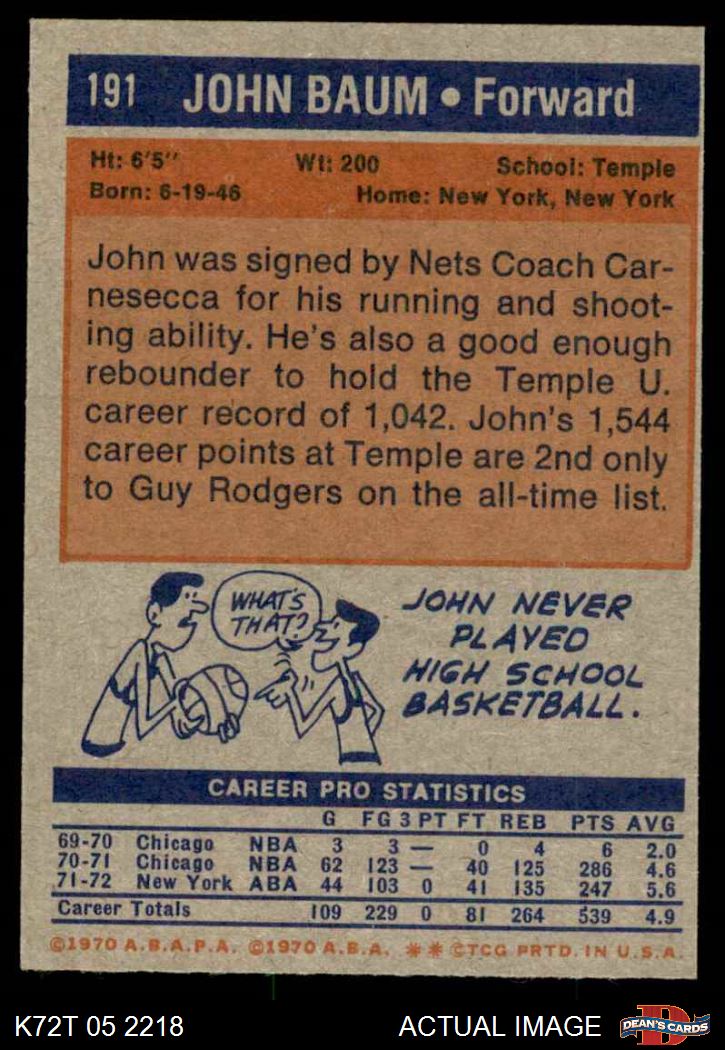 191 JOHN BAUM • Forward
Ht: 6'5" Wt: 200 School: Temple
Born: 6-19-46 Home: New York, New York
John was signed by Nets Coach Car-
nesecca for his running and shoot-
ing ability. He's also a good enough
rebounder to hold the Temple U.
career record of 1,042. John's 1,544
career points at Temple are 2nd only
to Guy Rodgers on the all-time list.
WHAT'S
THAT?
JOHN NEVER
PLAYED
HIGH SCHOOL
BASKETBALL.
CAREER PRO STATISTICS
G FG 3 PT FT REB PTS AVG
69-70 Chicago NBA 3 3 — 0 4 6 2.0
70-71 Chicago NBA 62 123 — 40 125 286 4.6
71-72 New York ABA 44 103 0 41 135 247 5.6
Career Totals 109 229 0 81 264 539 4.9
©1970 A.B.A.P.A. ©1970 A.B.A. ** ©TCG PRTD. IN U.S.A.
K72T 05 2218 ACTUAL IMAGE D DEAN'S CARDS